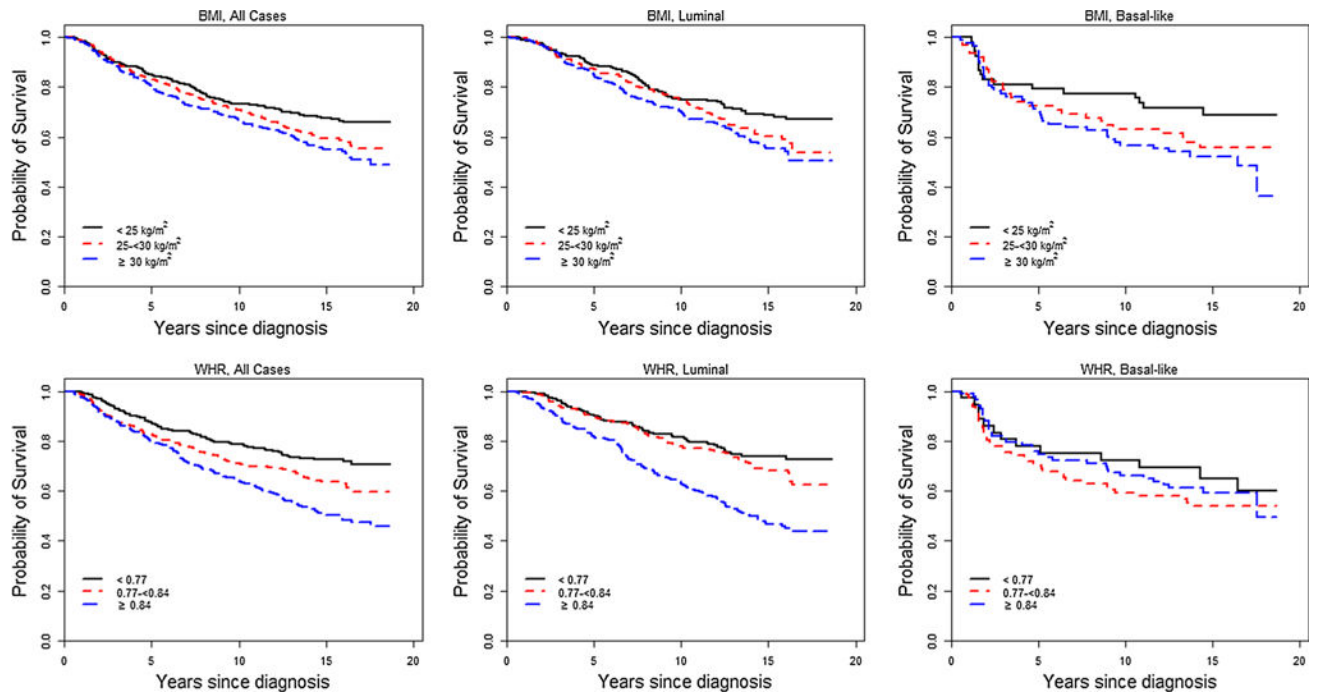 BMI, All Cases
Probability of Survival
1.0
0.8
0.6
0.4
0.2
0.0
< 25 kg/m²
25-<30 kg/m²
≥ 30 kg/m²
0 5 10 15 20
Years since diagnosis
BMI, Luminal
Probability of Survival
1.0
0.8
0.6
0.4
0.2
0.0
< 25 kg/m²
25-<30 kg/m²
≥ 30 kg/m²
0 5 10 15 20
Years since diagnosis
BMI, Basal-like
Probability of Survival
1.0
0.8
0.6
0.4
0.2
0.0
< 25 kg/m²
25-<30 kg/m²
≥ 30 kg/m²
0 5 10 15 20
Years since diagnosis
WHR, All Cases
Probability of Survival
1.0
0.8
0.6
0.4
0.2
0.0
< 0.77
0.77-<0.84
≥ 0.84
0 5 10 15 20
Years since diagnosis
WHR, Luminal
Probability of Survival
1.0
0.8
0.6
0.4
0.2
0.0
< 0.77
0.77-<0.84
≥ 0.84
0 5 10 15 20
Years since diagnosis
WHR, Basal-like
Probability of Survival
1.0
0.8
0.6
0.4
0.2
0.0
< 0.77
0.77-<0.84
≥ 0.84
0 5 10 15 20
Years since diagnosis